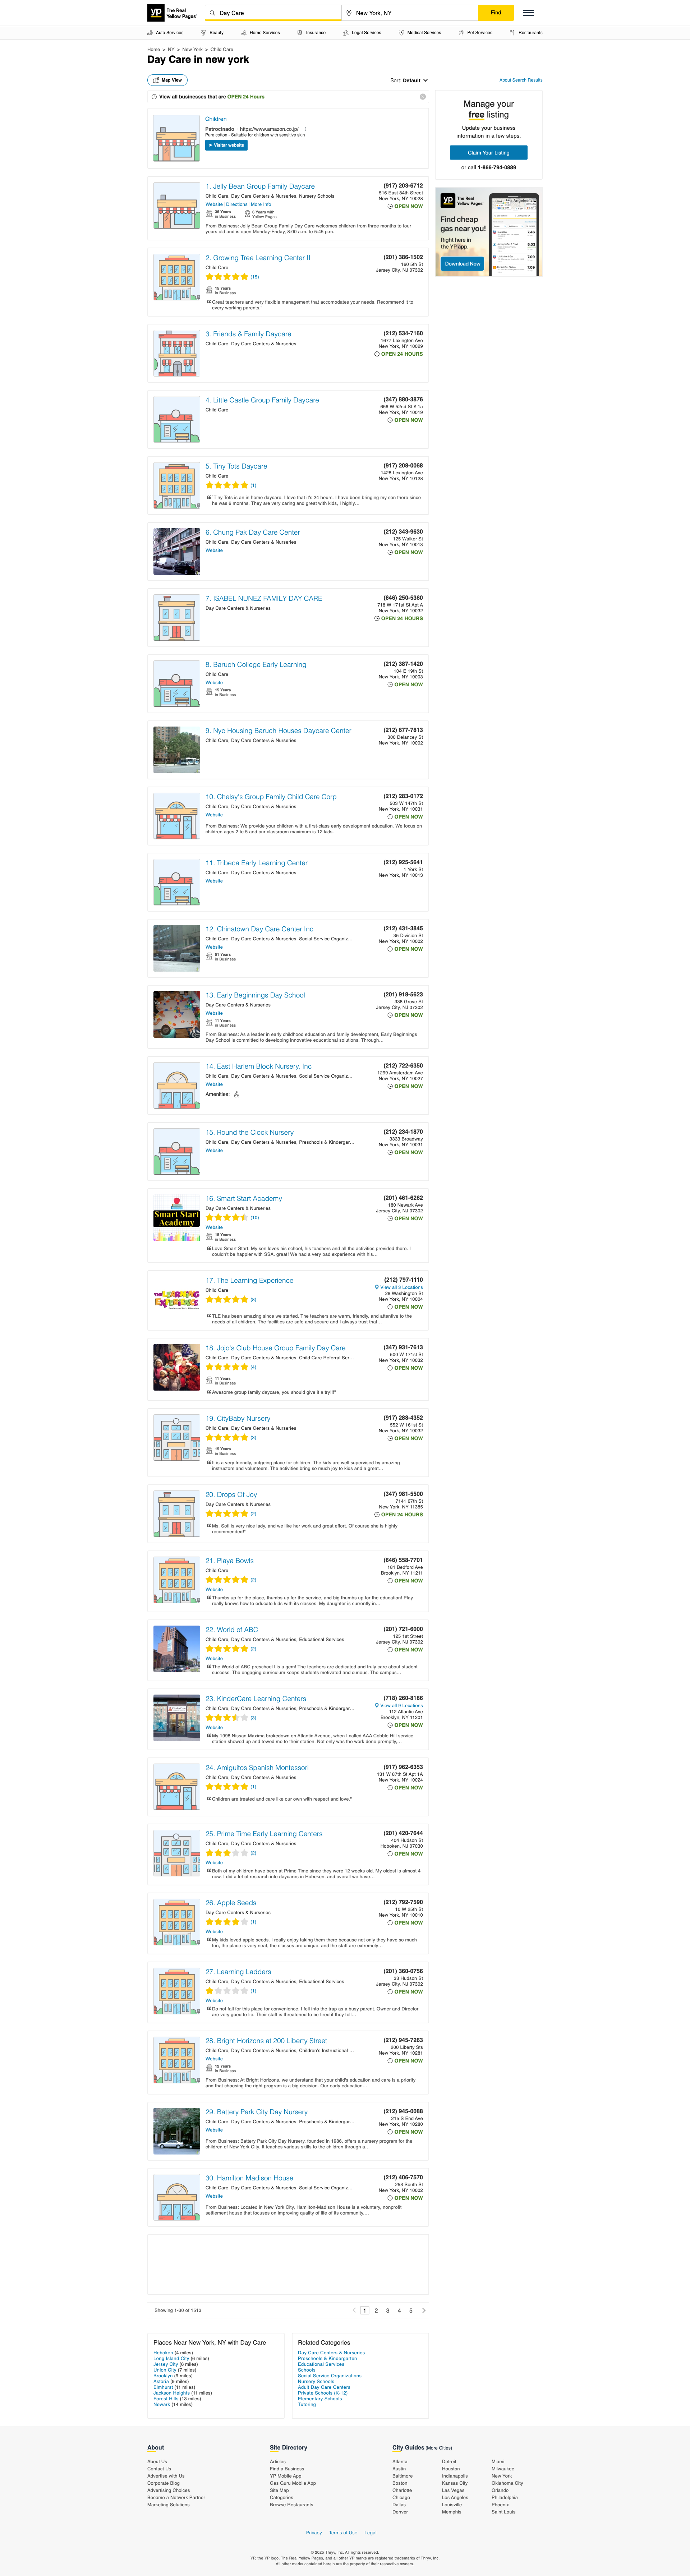 The Real
Yellow Pages
Day Care
New York, NY
Find
Auto Services
Beauty
Home Services
Insurance
Legal Services
Medical Services
Pet Services
Restaurants
Home > NY > New York > Child Care
Day Care in new york
Map View
Sort: Default
About Search Results
View all businesses that are OPEN 24 Hours
Manage your
free listing
Update your business
information in a few steps.
Claim Your Listing
or call 1-866-794-0889
The Real
Yellow Pages
Find cheap
gas near you!
Right here in
the YP app
Download Now
Children
Patrocinado · https://www.amazon.co.jp/
Pure cotton - Suitable for children with sensitive skin
Visiter website
1. Jelly Bean Group Family Daycare
Child Care, Day Care Centers & Nurseries, Nursery Schools
Website Directions More Info
30 Years
in Business
6 Years with
Yellow Pages
(917) 203-6712
516 East 84th Street
New York, NY 10028
OPEN NOW
From Business: Jelly Bean Group Family Day Care welcomes children from three months to four
years old and is open Monday-Friday, 8:00 a.m. to 5:45 p.m.
2. Growing Tree Learning Center II
Child Care
(15)
10 Years
in Business
(201) 386-1502
160 5th St
Jersey City, NJ 07302
Great teachers and very flexible management that accomodates your needs. Recommend it to
every working parents."
3. Friends & Family Daycare
Child Care, Day Care Centers & Nurseries
(212) 534-7160
1677 Lexington Ave
New York, NY 10029
OPEN 24 HOURS
4. Little Castle Group Family Daycare
Child Care
(347) 880-3876
656 W 52nd St # 1a
New York, NY 10019
OPEN NOW
5. Tiny Tots Daycare
Child Care
(1)
(917) 208-0068
1428 Lexington Ave
New York, NY 10128
"Tiny Tots is an in home daycare. I love that it's 24 hours. I have been bringing my son there since
he was 6 months. They are very caring and great with kids, I highly…
6. Chung Pak Day Care Center
Child Care, Day Care Centers & Nurseries
Website
(212) 343-9630
125 Walker St
New York, NY 10013
OPEN NOW
7. ISABEL NUNEZ FAMILY DAY CARE
Day Care Centers & Nurseries
(646) 250-5360
718 W 171st St Apt A
New York, NY 10032
OPEN 24 HOURS
8. Baruch College Early Learning
Child Care
Website
15 Years
in Business
(212) 387-1420
104 E 19th St
New York, NY 10003
OPEN NOW
9. Nyc Housing Baruch Houses Daycare Center
Child Care, Day Care Centers & Nurseries
(212) 677-7813
300 Delancey St
New York, NY 10002
10. Chelsy's Group Family Child Care Corp
Child Care, Day Care Centers & Nurseries
Website
(212) 283-0172
503 W 147th St
New York, NY 10031
OPEN NOW
From Business: We provide your children with a first-class early development education. We focus on
children ages 2 to 5 and our classroom maximum is 12 kids.
11. Tribeca Early Learning Center
Child Care, Day Care Centers & Nurseries
Website
(212) 925-5641
1 York St
New York, NY 10013
12. Chinatown Day Care Center Inc
Child Care, Day Care Centers & Nurseries, Social Service Organiz…
Website
51 Years
in Business
(212) 431-3845
35 Division St
New York, NY 10002
OPEN NOW
13. Early Beginnings Day School
Day Care Centers & Nurseries
Website
11 Years
in Business
(201) 918-5623
338 Grove St
Jersey City, NJ 07302
OPEN NOW
From Business: As a leader in early childhood education and family development, Early Beginnings
Day School is committed to developing innovative educational solutions. Through…
14. East Harlem Block Nursery, Inc
Child Care, Day Care Centers & Nurseries, Social Service Organiz…
Website
Amenities:
(212) 722-6350
1299 Amsterdam Ave
New York, NY 10027
OPEN NOW
15. Round the Clock Nursery
Child Care, Day Care Centers & Nurseries, Preschools & Kindergar…
Website
(212) 234-1870
3333 Broadway
New York, NY 10031
OPEN NOW
Smart Start
Academy
16. Smart Start Academy
Day Care Centers & Nurseries
(10)
Website
15 Years
in Business
(201) 461-6262
180 Newark Ave
Jersey City, NJ 07302
OPEN NOW
Love Smart Start. My son loves his school, his teachers and all the activities provided there. I
couldn't be happier with SSA. great! We had a very bad experience with his…
The Learning
Experience
17. The Learning Experience
Child Care
(6)
(212) 797-1110
View all 3 Locations
28 Washington St
New York, NY 10004
OPEN NOW
TLE has been amazing since we started. The teachers are warm, friendly, and attentive to the
needs of all children. The facilities are safe and secure and I always trust that…
18. Jojo's Club House Group Family Day Care
Child Care, Day Care Centers & Nurseries, Child Care Referral Ser…
(4)
11 Years
in Business
(347) 931-7613
600 W 171st St
New York, NY 10032
OPEN NOW
Awesome group family daycare, you should give it a try!!!"
19. CityBaby Nursery
Child Care, Day Care Centers & Nurseries
(3)
10 Years
in Business
(917) 288-4352
552 W 161st St
New York, NY 10032
OPEN NOW
It is a very friendly, outgoing place for children. The kids are well supervised by amazing
instructors and volunteers. The activities bring so much joy to kids and a great…
20. Drops Of Joy
Day Care Centers & Nurseries
(2)
(347) 981-5500
7141 67th St
New York, NY 11385
OPEN 24 HOURS
Ms. Sofi is very nice lady, and we like her work and great effort. Of course she is highly
recommended!"
21. Playa Bowls
Child Care
(2)
Website
(646) 558-7701
181 Bedford Ave
Brooklyn, NY 11211
OPEN NOW
Thumbs up for the place, thumbs up for the service, and big thumbs up for the education! Play
really knows how to educate kids with its classes. My daughter is currently in…
22. World of ABC
Child Care, Day Care Centers & Nurseries, Educational Services
(2)
Website
(201) 721-6000
125 1st Street
Jersey City, NJ 07302
OPEN NOW
The World of ABC preschool I is a gem! The teachers are dedicated and truly care about student
success. The engaging curriculum keeps students motivated and curious. The campus…
23. KinderCare Learning Centers
Child Care, Day Care Centers & Nurseries, Preschools & Kindergar…
(3)
Website
(718) 260-8186
View all 9 Locations
112 Atlantic Ave
Brooklyn, NY 11201
OPEN NOW
My 1998 Nissan Maxima brokedown on Atlantic Avenue, when I called AAA Cobble Hill service
station showed up and towed me to their station. Not only was the work done promptly,…
24. Amiguitos Spanish Montessori
Child Care, Day Care Centers & Nurseries
(1)
(917) 962-6353
131 W 87th St Apt 1A
New York, NY 10024
OPEN NOW
Children are treated and care like our own with respect and love."
25. Prime Time Early Learning Centers
Child Care, Day Care Centers & Nurseries
(2)
Website
(201) 420-7644
404 Hudson St
Hoboken, NJ 07030
OPEN NOW
Both of my children have been at Prime Time since they were 12 weeks old. My oldest is almost 4
now. I did a lot of research into daycares in Hoboken, and overall we have…
26. Apple Seeds
Day Care Centers & Nurseries
(1)
Website
(212) 792-7590
10 W 25th St
New York, NY 10010
OPEN NOW
My kids loved apple seeds. I really enjoy taking them there because not only they have so much
fun, the place is very neat, the classes are unique, and the staff are extremely…
27. Learning Ladders
Child Care, Day Care Centers & Nurseries, Educational Services
(1)
Website
(201) 360-0756
33 Hudson St
Jersey City, NJ 07302
OPEN NOW
Do not fall for this place for convenience. I fell into the trap as a busy parent. Owner and Director
are very good to lie. Their staff is threatened to be fired if they tell…
28. Bright Horizons at 200 Liberty Street
Child Care, Day Care Centers & Nurseries, Children's Instructional …
Website
12 Years
in Business
(212) 945-7263
200 Liberty Sts
New York, NY 10281
OPEN NOW
From Business: At Bright Horizons, we understand that your child's education and care is a priority
and that choosing the right program is a big decision. Our early education…
29. Battery Park City Day Nursery
Child Care, Day Care Centers & Nurseries, Preschools & Kindergar…
Website
(212) 945-0088
215 S End Ave
New York, NY 10280
OPEN NOW
From Business: Battery Park City Day Nursery, founded in 1986, offers a nursery program for the
children of New York City. It teaches various skills to the children through a…
30. Hamilton Madison House
Child Care, Day Care Centers & Nurseries, Social Service Organiz…
Website
(212) 406-7570
253 South St
New York, NY 10002
OPEN NOW
From Business: Located in New York City, Hamilton-Madison House is a voluntary, nonprofit
settlement house that focuses on improving quality of life of its community.…
Showing 1-30 of 1513
1 2 3 4 5
Places Near New York, NY with Day Care
Hoboken (4 miles)
Long Island City (6 miles)
Jersey City (6 miles)
Union City (7 miles)
Brooklyn (9 miles)
Astoria (9 miles)
Elmhurst (11 miles)
Jackson Heights (11 miles)
Forest Hills (13 miles)
Newark (14 miles)
Related Categories
Day Care Centers & Nurseries
Preschools & Kindergarten
Educational Services
Schools
Social Service Organizations
Nursery Schools
Adult Day Care Centers
Private Schools (K-12)
Elementary Schools
Tutoring
About
About Us
Contact Us
Advertise with Us
Corporate Blog
Advertising Choices
Become a Network Partner
Marketing Solutions
Site Directory
Articles
Find a Business
YP Mobile App
Gas Guru Mobile App
Site Map
Categories
Browse Restaurants
City Guides (More Cities)
Atlanta
Austin
Baltimore
Boston
Charlotte
Chicago
Dallas
Denver
Detroit
Houston
Indianapolis
Kansas City
Las Vegas
Los Angeles
Louisville
Memphis
Miami
Milwaukee
New York
Oklahoma City
Orlando
Philadelphia
Phoenix
Saint Louis
Privacy
Terms of Use
Legal
© 2025 Thryv, Inc. All rights reserved.
YP, the YP logo, The Real Yellow Pages, and all other YP marks are registered trademarks of Thryv, Inc.
All other marks contained herein are the property of their respective owners.